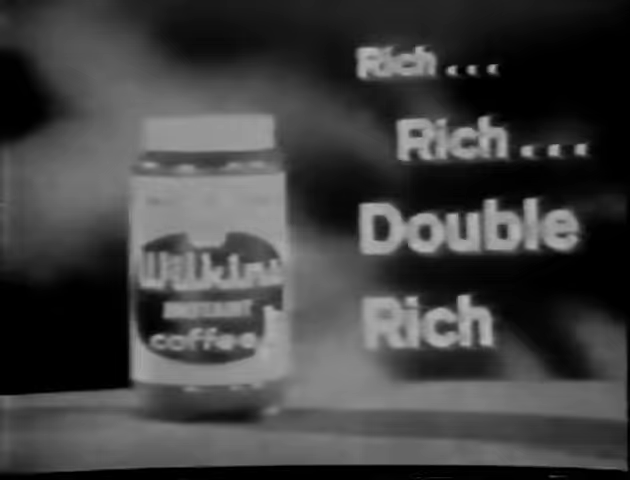 Wilkins
INSTANT
coffee
Rich...
Rich...
Double
Rich